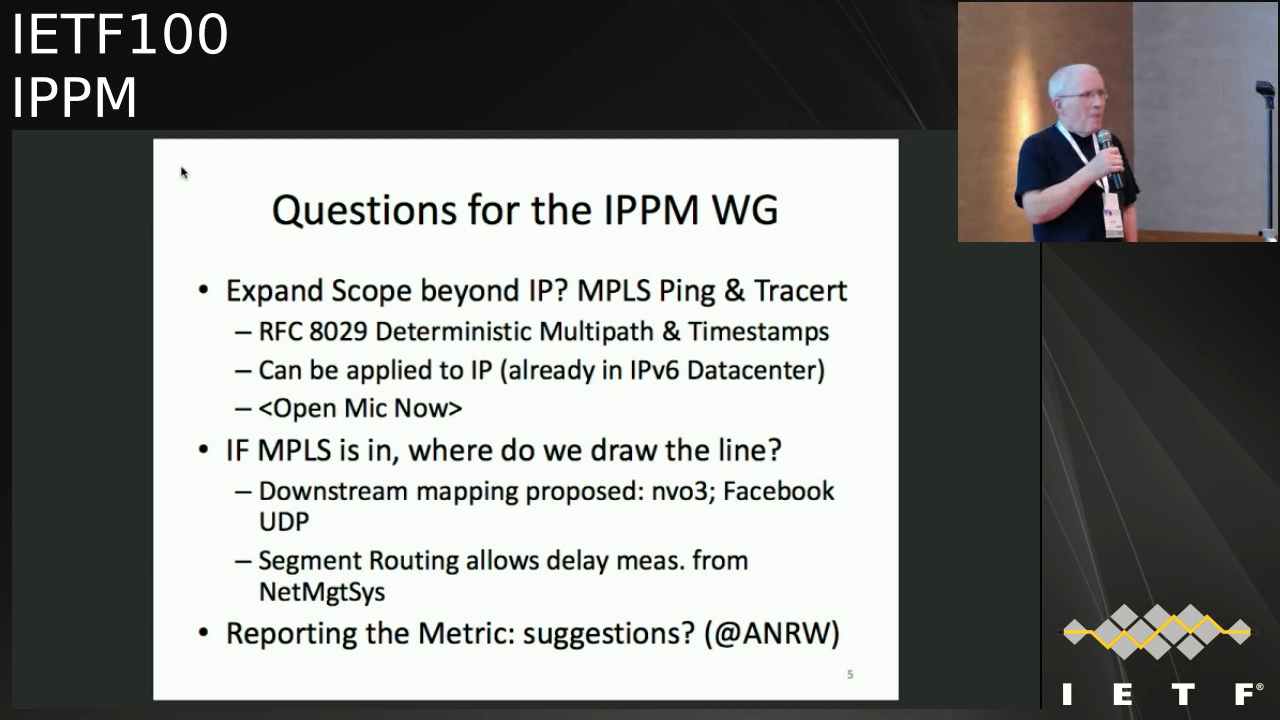 IETF100
IPPM
Questions for the IPPM WG
• Expand Scope beyond IP? MPLS Ping & Tracert
– RFC 8029 Deterministic Multipath & Timestamps
– Can be applied to IP (already in IPv6 Datacenter)
– <Open Mic Now>
• IF MPLS is in, where do we draw the line?
– Downstream mapping proposed: nvo3; Facebook
UDP
– Segment Routing allows delay meas. from
NetMgtSys
• Reporting the Metric: suggestions? (@ANRW)
5
I E T F®